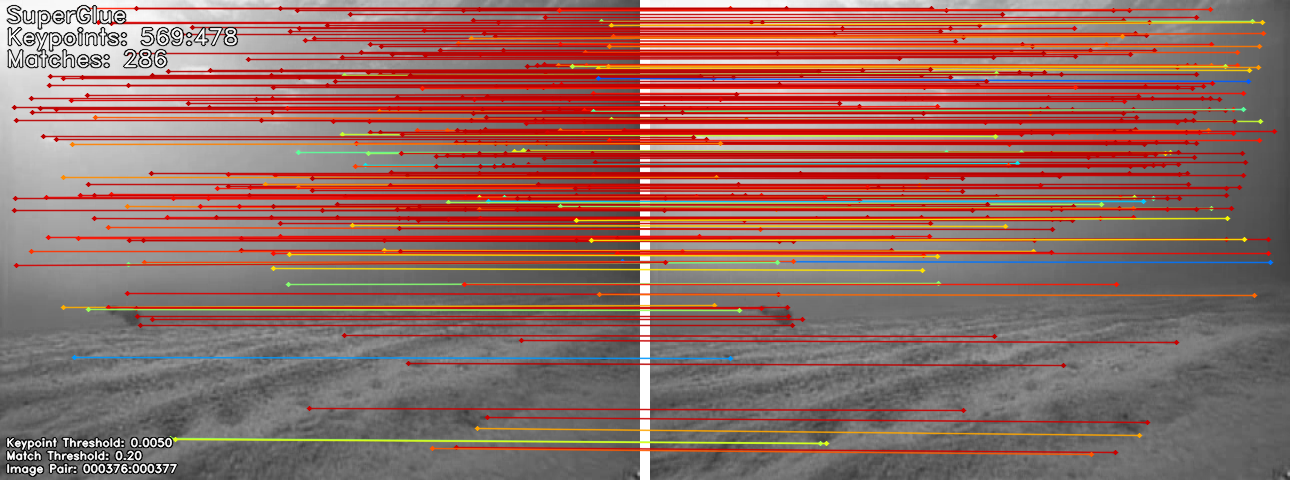 SuperGlue
Keypoints: 569:478
Matches: 286
Keypoint Threshold: 0.0050
Match Threshold: 0.20
Image Pair: 000376:000377